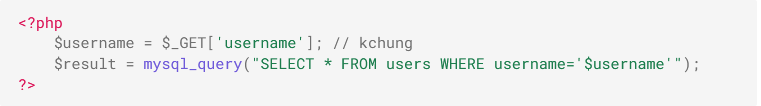 <?php
    $username = $_GET['username']; // kchung
    $result = mysql_query("SELECT * FROM users WHERE username='$username'");
?>